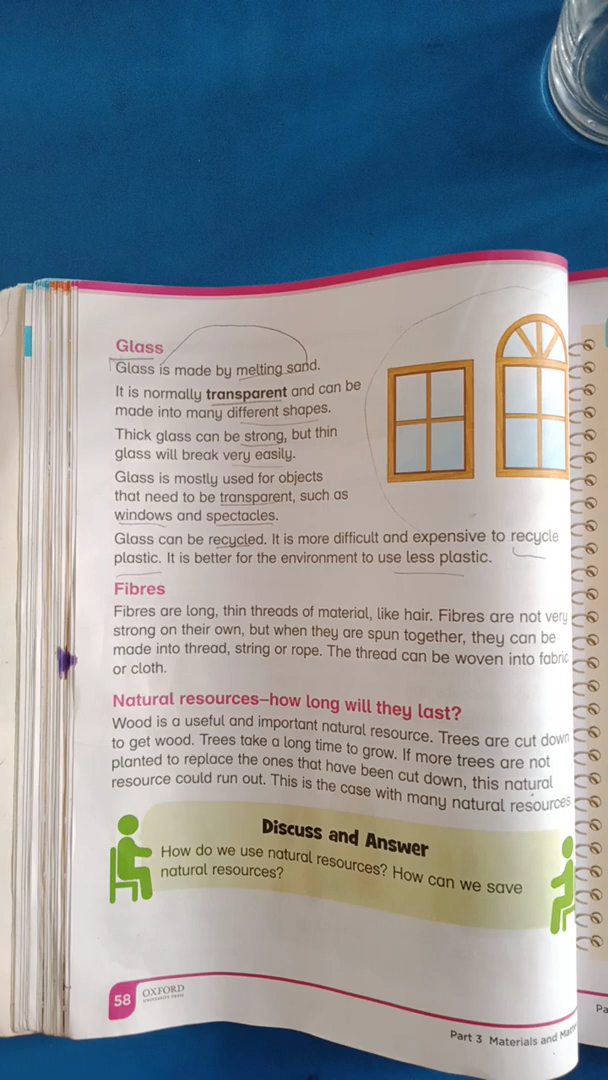 Glass
Glass is made by melting sand.
It is normally transparent and can be
made into many different shapes.
Thick glass can be strong, but thin
glass will break very easily.
Glass is mostly used for objects
that need to be transparent, such as
windows and spectacles.
Glass can be recycled. It is more difficult and expensive to recycle
plastic. It is better for the environment to use less plastic.
Fibres
Fibres are long, thin threads of material, like hair. Fibres are not very
strong on their own, but when they are spun together, they can be
made into thread, string or rope. The thread can be woven into fabric
or cloth.
Natural resources–how long will they last?
Wood is a useful and important natural resource. Trees are cut down
to get wood. Trees take a long time to grow. If more trees are not
planted to replace the ones that have been cut down, this natural
resource could run out. This is the case with many natural resources
Discuss and Answer
How do we use natural resources? How can we save
natural resources?
58
OXFORD
UNIVERSITY PRESS
Part 3 Materials and